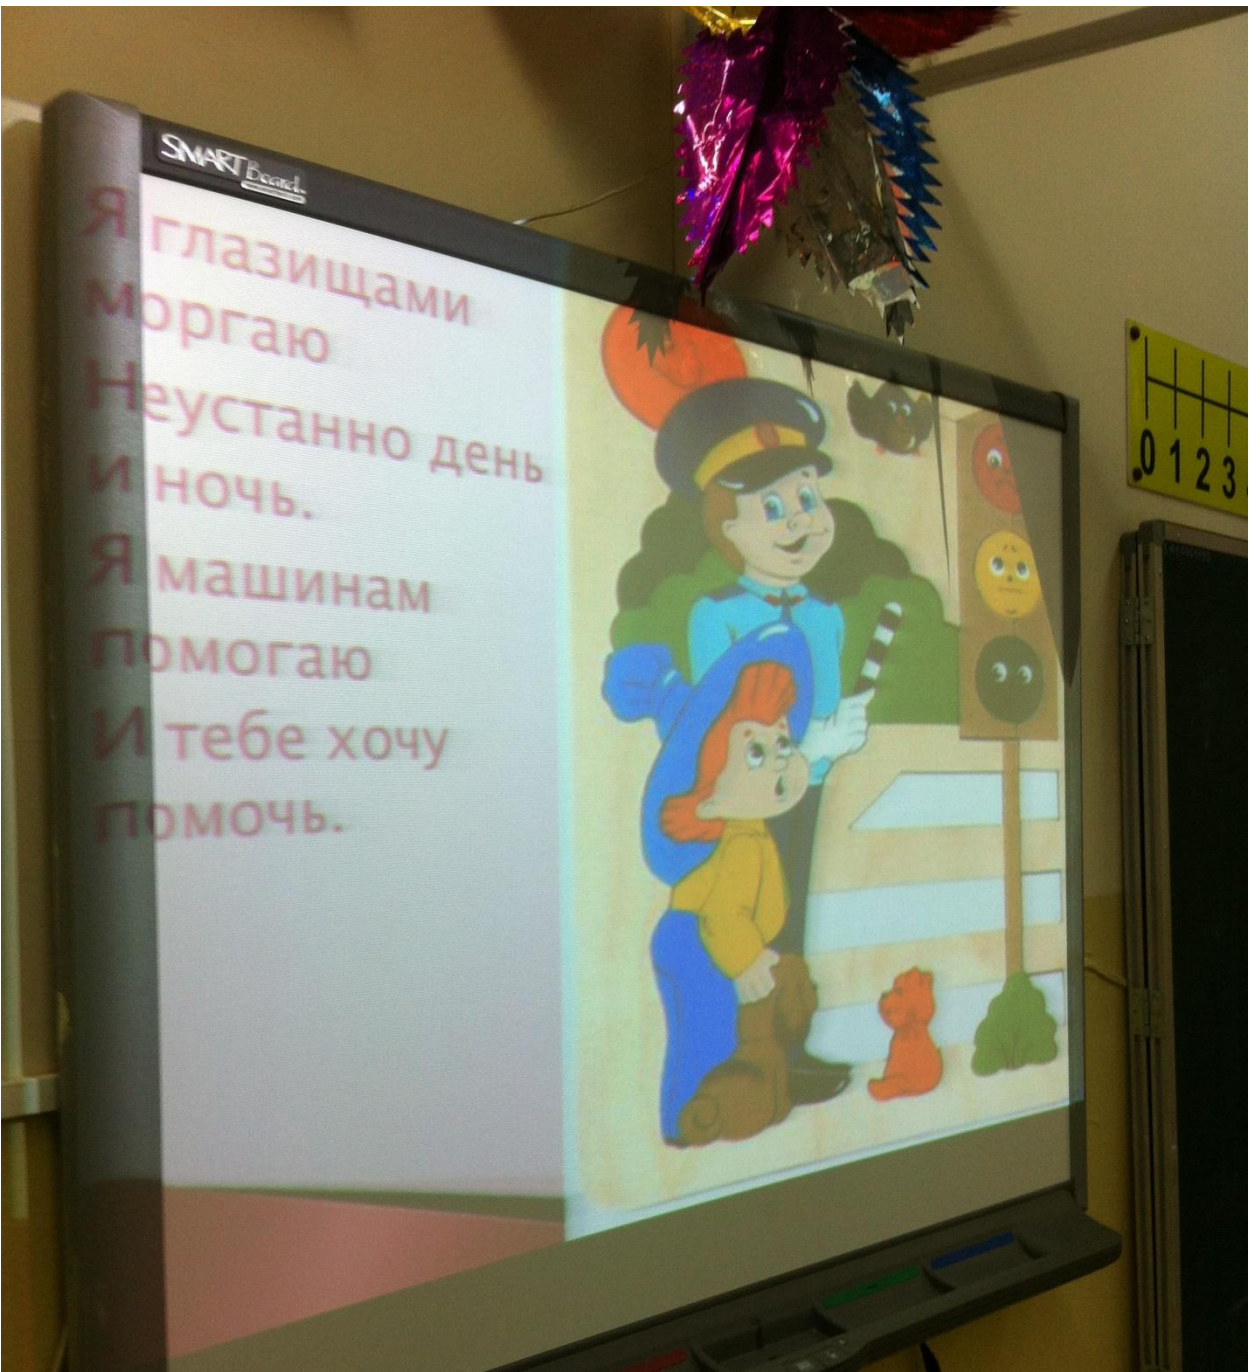 SMART Board
Я глазищами
моргаю
Неустанно день
и ночь.
Я машинам
помогаю
И тебе хочу
помочь.
0 1 2 3